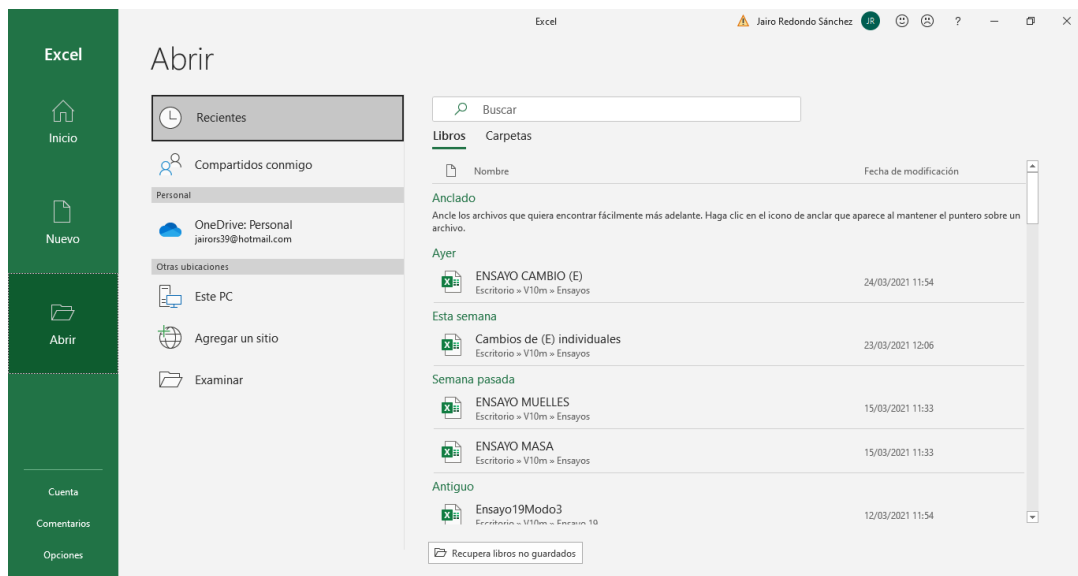 Excel
Jairo Redondo Sánchez
JR
?
Excel
Inicio
Nuevo
Abrir
Cuenta
Comentarios
Opciones
Abrir
Recientes
Compartidos conmigo
Personal
OneDrive: Personal
jairors39@hotmail.com
Otras ubicaciones
Este PC
Agregar un sitio
Examinar
Buscar
Libros Carpetas
Nombre Fecha de modificación
Anclado
Ancle los archivos que quiera encontrar fácilmente más adelante. Haga clic en el icono de anclar que aparece al mantener el puntero sobre un
archivo.
Ayer
ENSAYO CAMBIO (E)
Escritorio » V10m » Ensayos
24/03/2021 11:54
Esta semana
Cambios de (E) individuales
Escritorio » V10m » Ensayos
23/03/2021 12:06
Semana pasada
ENSAYO MUELLES
Escritorio » V10m » Ensayos
15/03/2021 11:33
ENSAYO MASA
Escritorio » V10m » Ensayos
15/03/2021 11:33
Antiguo
Ensayo19Modo3
Escritorio » V10m » Ensayo 19
12/03/2021 11:54
Recupera libros no guardados